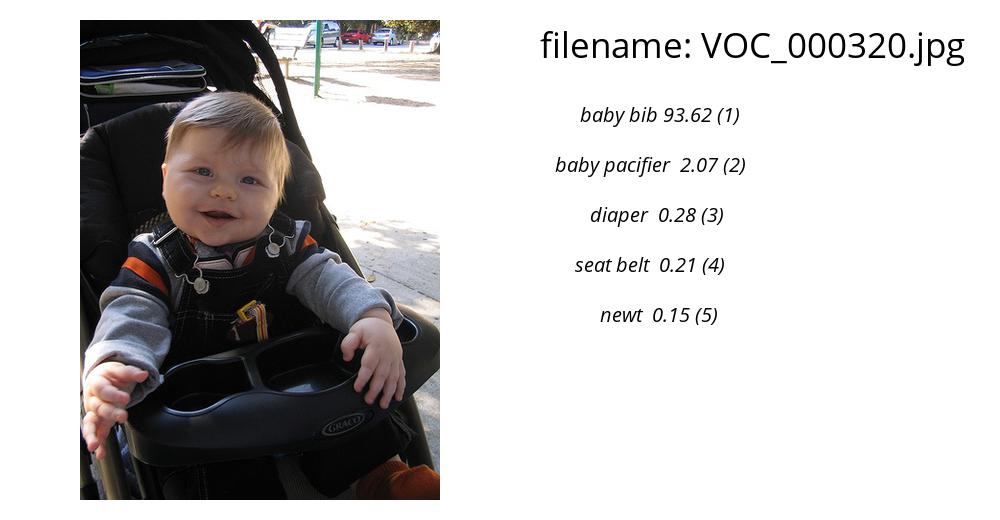 filename: VOC_000320.jpg
baby bib 93.62 (1)
baby pacifier 2.07 (2)
diaper 0.28 (3)
seat belt 0.21 (4)
newt 0.15 (5)
GRACO